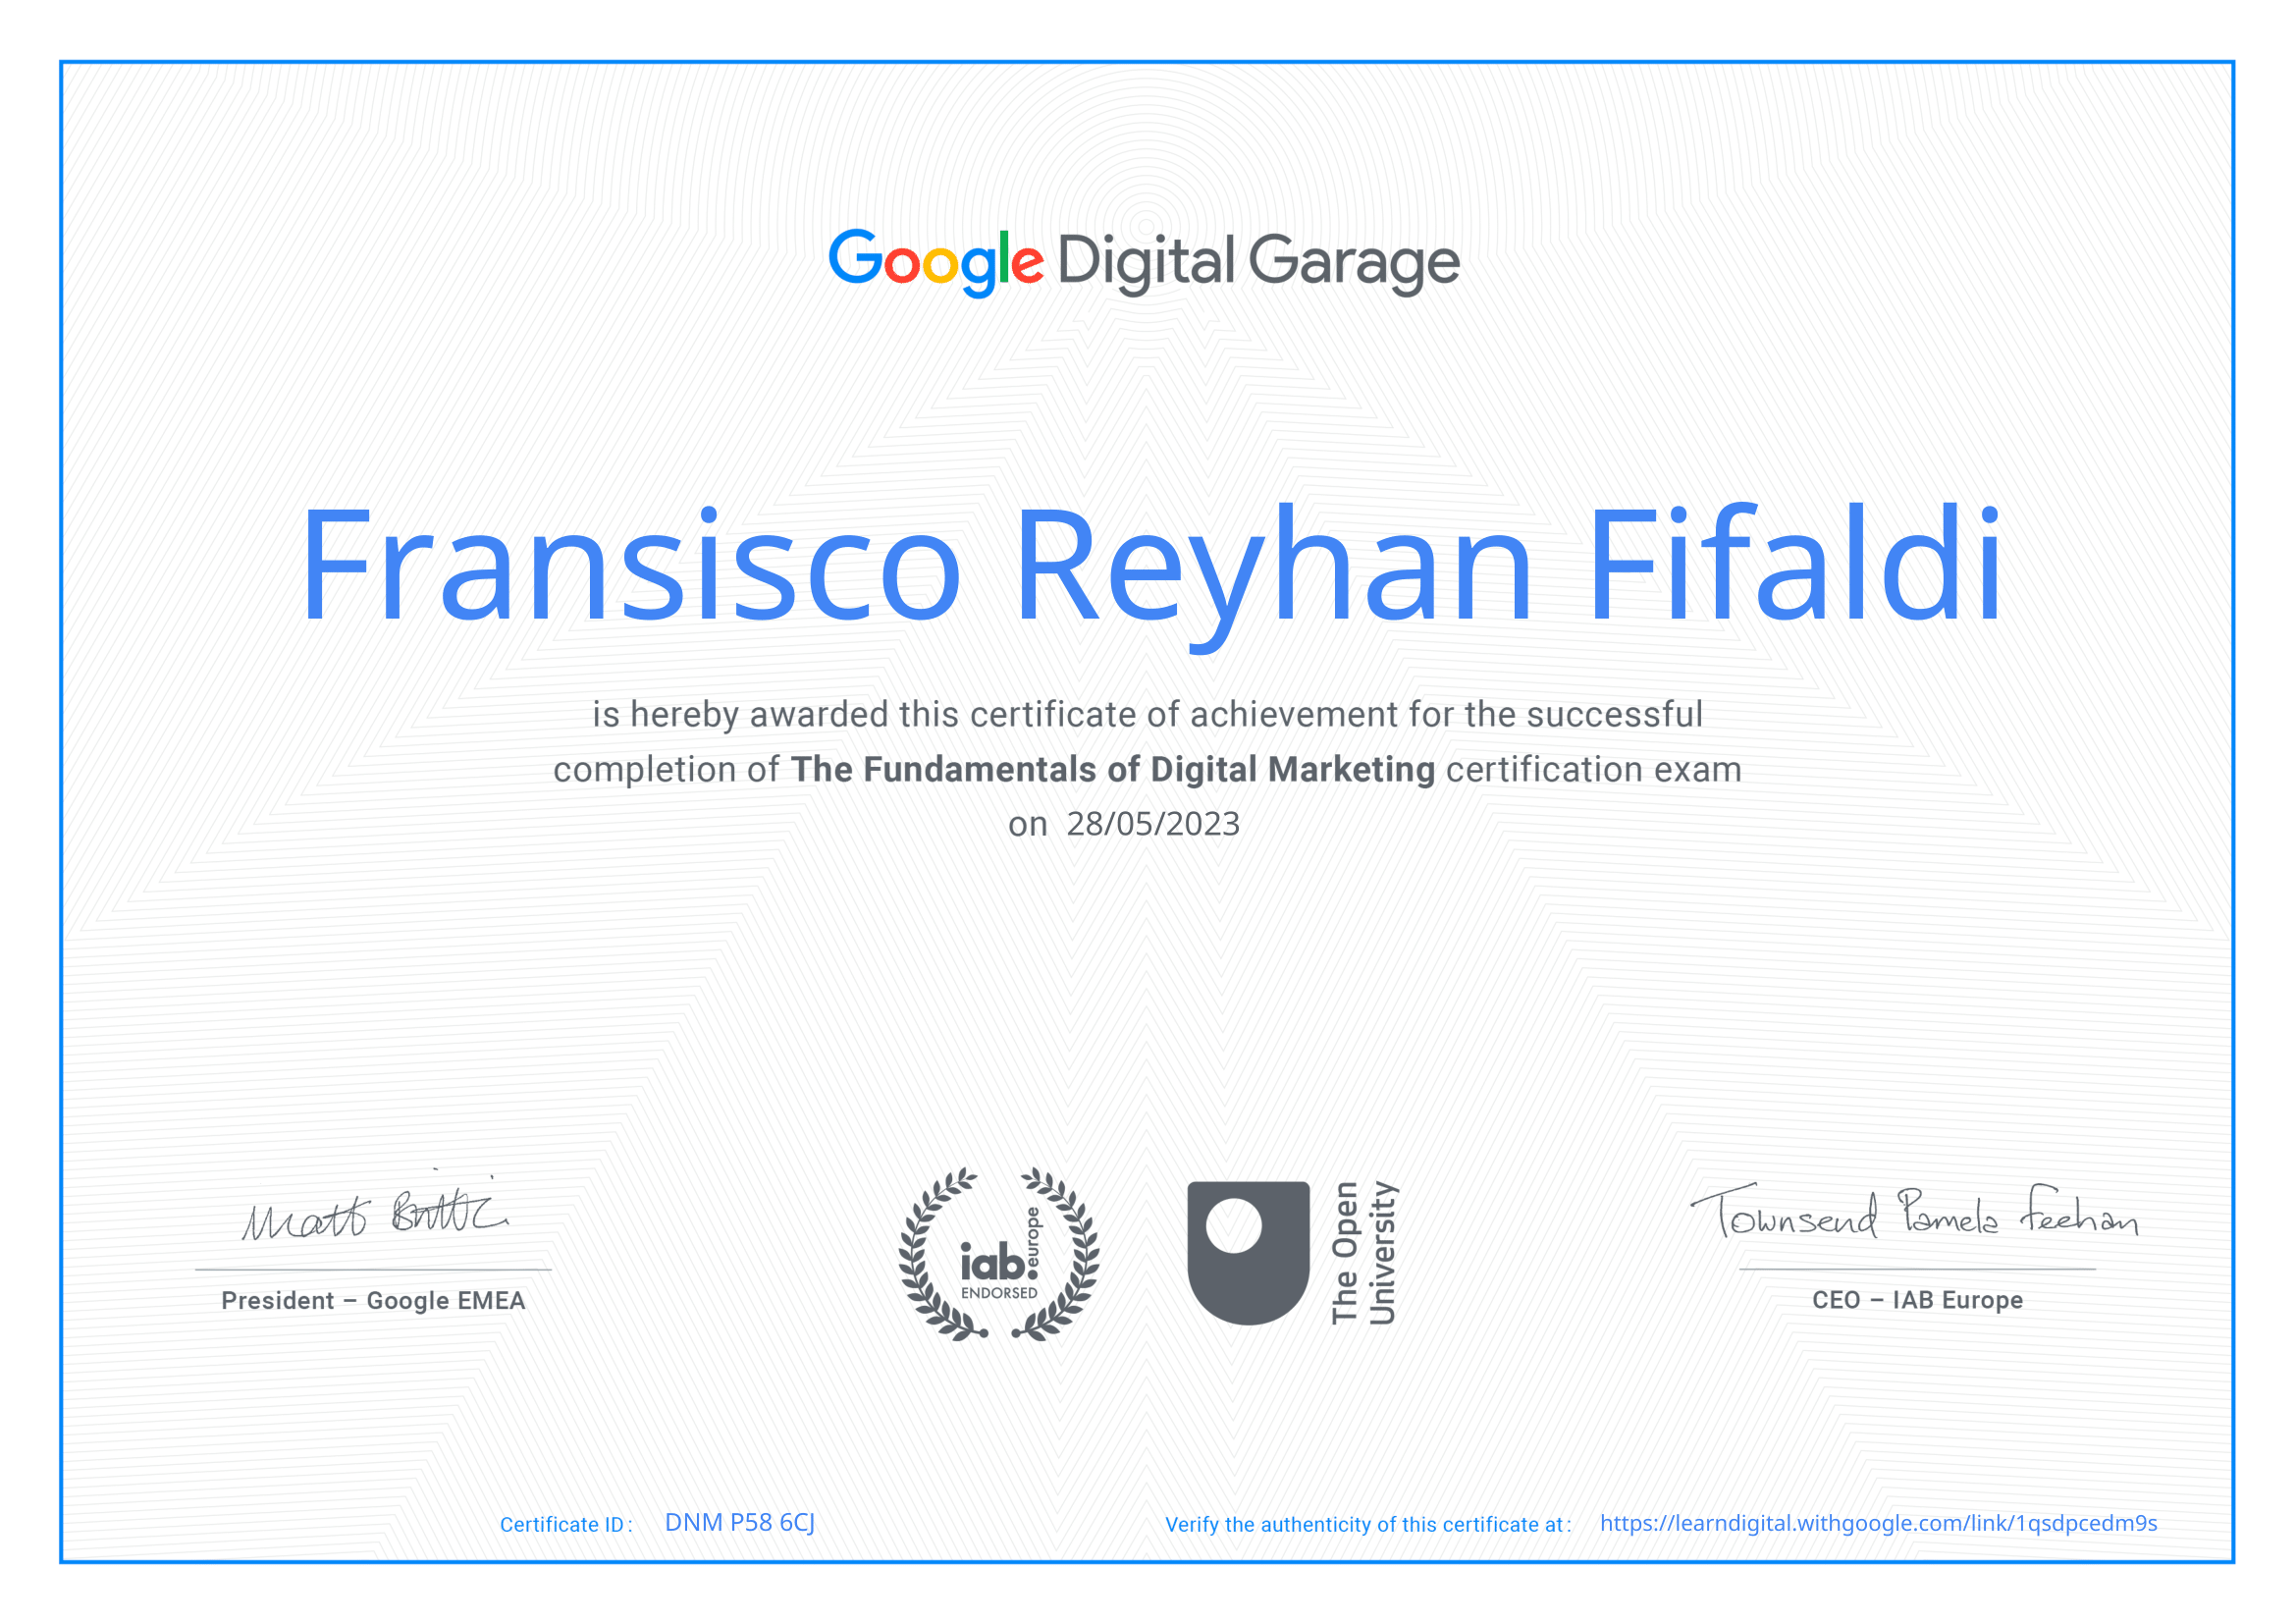 Google Digital Garage
Fransisco Reyhan Fifaldi
is hereby awarded this certificate of achievement for the successful
completion of The Fundamentals of Digital Marketing certification exam
on 28/05/2023
Matt Brittin
President – Google EMEA
iab.europe
ENDORSED
The Open
University
Townsend Pamela Feehan
CEO – IAB Europe
Certificate ID : DNM P58 6CJ
Verify the authenticity of this certificate at : https://learndigital.withgoogle.com/link/1qsdpcedm9s